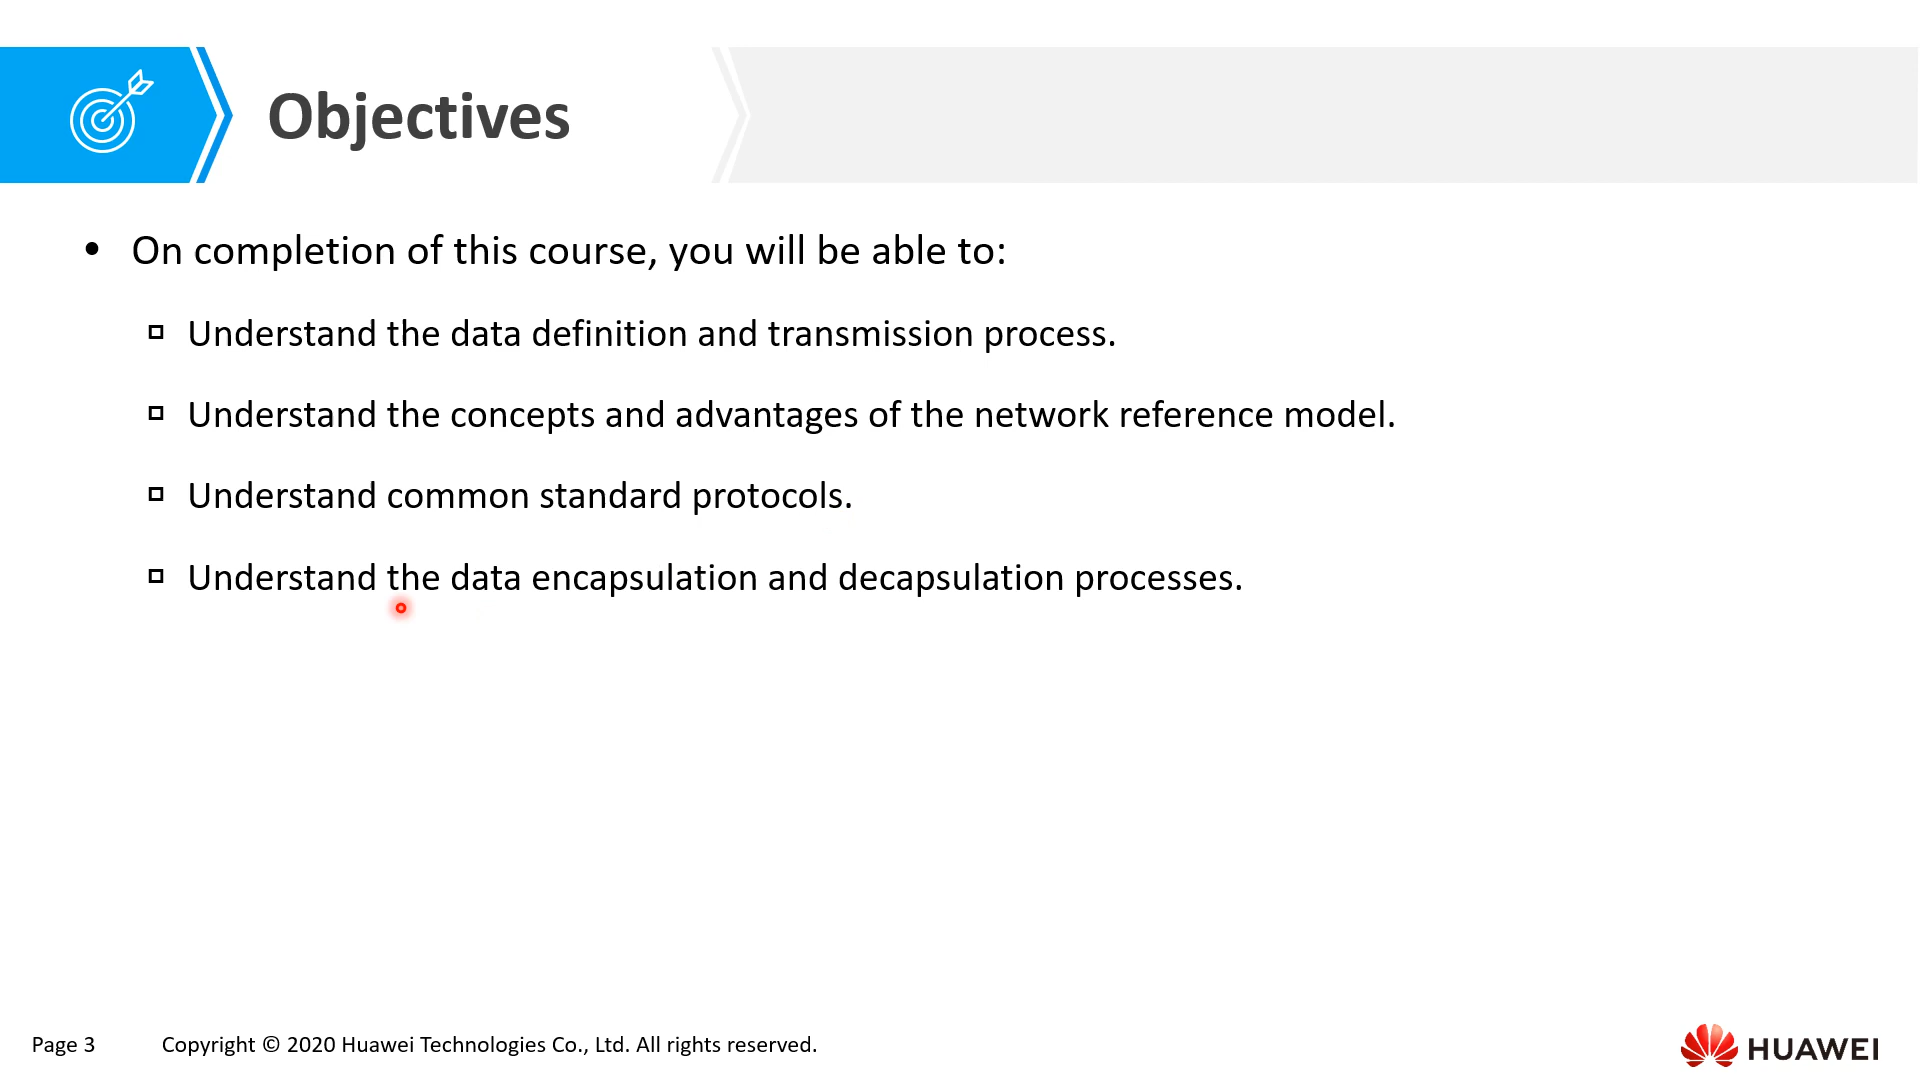 Objectives
• On completion of this course, you will be able to:
▫ Understand the data definition and transmission process.
▫ Understand the concepts and advantages of the network reference model.
▫ Understand common standard protocols.
▫ Understand the data encapsulation and decapsulation processes.
Page 3 Copyright © 2020 Huawei Technologies Co., Ltd. All rights reserved.
HUAWEI